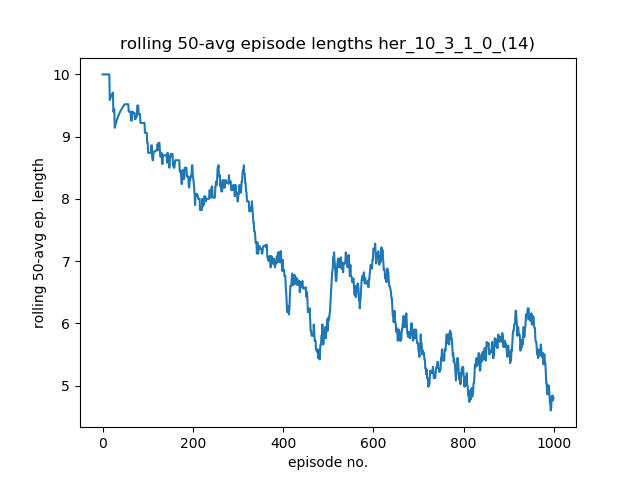 rolling 50-avg episode lengths her_10_3_1_0_(14)
rolling 50-avg ep. length
10
9
8
7
6
5
0 200 400 600 800 1000
episode no.